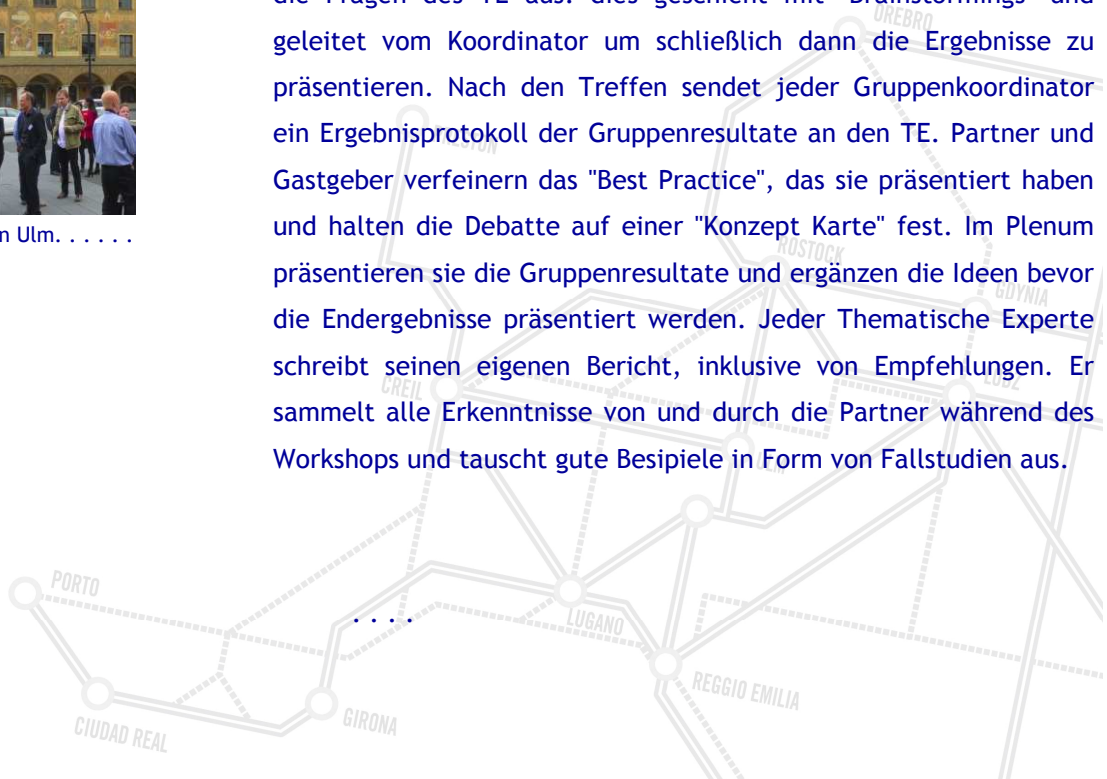 die Fragen des TE aus. dies geschieht mit "Brainstormings" und
geleitet vom Koordinator um schließlich dann die Ergebnisse zu
präsentieren. Nach den Treffen sendet jeder Gruppenkoordinator
ein Ergebnisprotokoll der Gruppenresultate an den TE. Partner und
Gastgeber verfeinern das "Best Practice", das sie präsentiert haben
und halten die Debatte auf einer "Konzept Karte" fest. Im Plenum
präsentieren sie die Gruppenresultate und ergänzen die Ideen bevor
die Endergebnisse präsentiert werden. Jeder Thematische Experte
schreibt seinen eigenen Bericht, inklusive von Empfehlungen. Er
sammelt alle Erkenntnisse von und durch die Partner während des
Workshops und tauscht gute Besipiele in Form von Fallstudien aus.
. . . .
n Ulm. . . . . .
ÖREBRO
PRESTON
ROSTOCK
GDYNIA
CREIL
LODZ
ULM
PORTO
LUGANO
REGGIO EMILIA
GIRONA
CIUDAD REAL